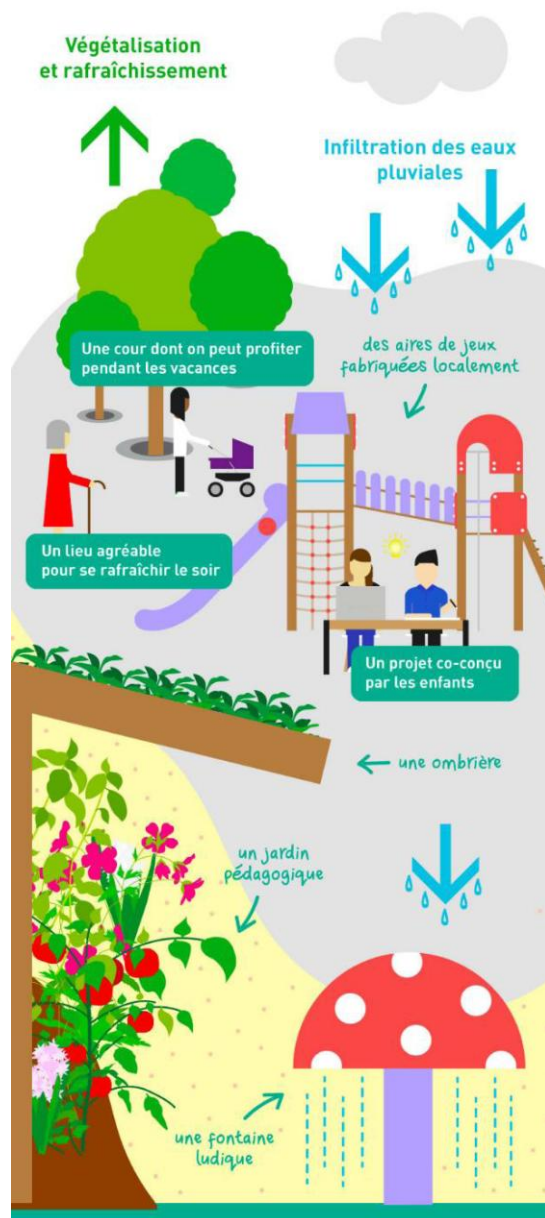 Végétalisation
et rafraîchissement
Infiltration des eaux
pluviales
des aires de jeux
fabriquées localement
Une cour dont on peut profiter
pendant les vacances
Un lieu agréable
pour se rafraîchir le soir
Un projet co-conçu
par les enfants
une ombrière
un jardin
pédagogique
une fontaine
ludique